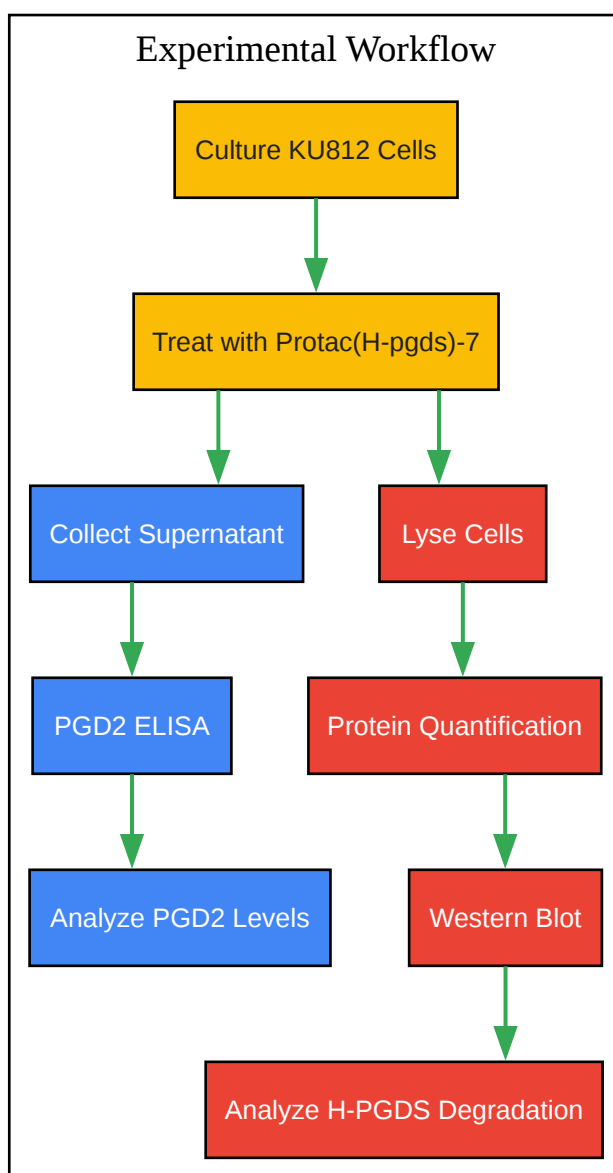 Experimental Workflow
Culture KU812 Cells
Treat with Protac(H-pgds)-7
Collect Supernatant
Lyse Cells
PGD2 ELISA
Protein Quantification
Analyze PGD2 Levels
Western Blot
Analyze H-PGDS Degradation